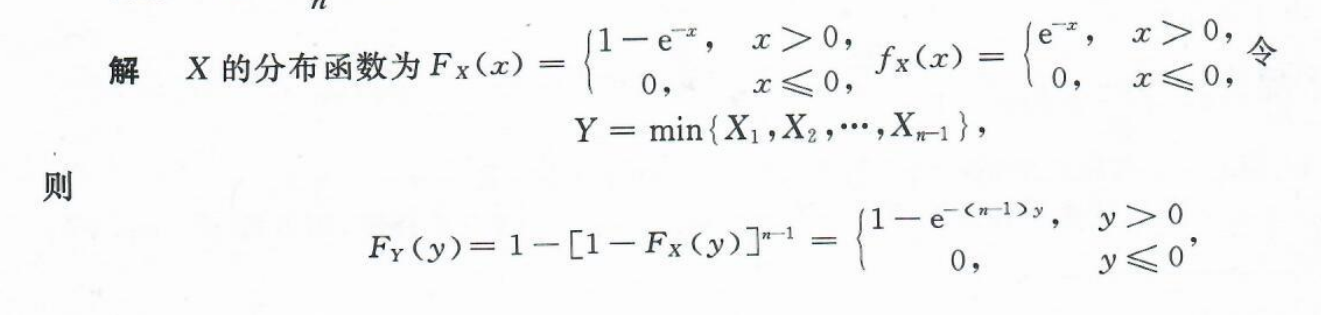 n
解 X 的分布函数为 F_X(x) = { 1 − e^{−x}, x > 0, 0, x ⩽ 0, f_X(x) = { e^{−x}, x > 0, 0, x ⩽ 0, 令
Y = min{X_1, X_2, ⋯, X_{n−1}},
则
F_Y(y) = 1 − [1 − F_X(y)]^{n−1} = { 1 − e^{−(n−1)y}, y > 0 0, y ⩽ 0,